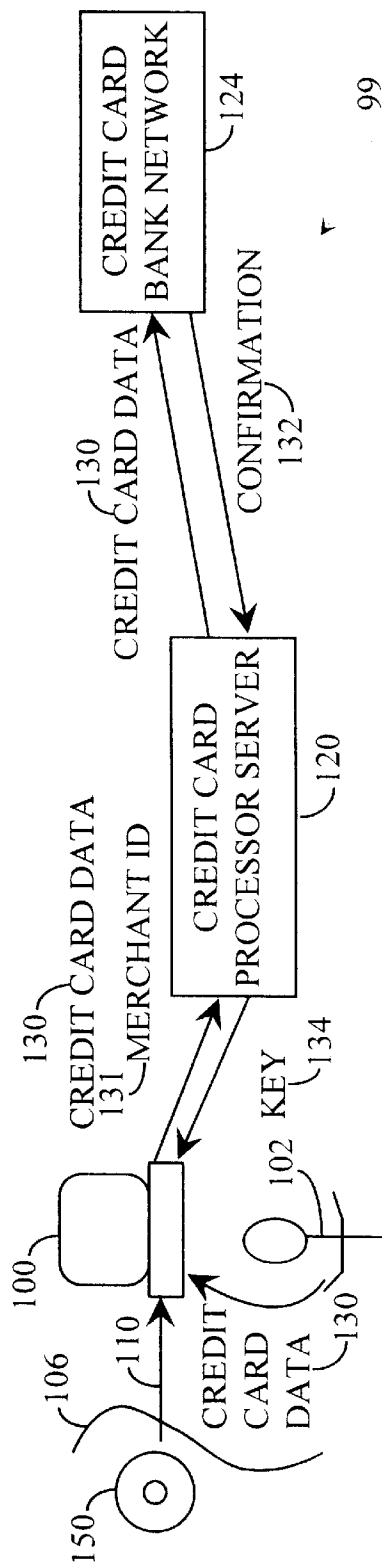 150
106
110
100
CREDIT
CARD
DATA
130
102
130
CREDIT CARD DATA
131
MERCHANT ID
KEY
134
CREDIT CARD
PROCESSOR SERVER
120
CREDIT CARD DATA
130
CONFIRMATION
132
CREDIT CARD
BANK NETWORK
124
99